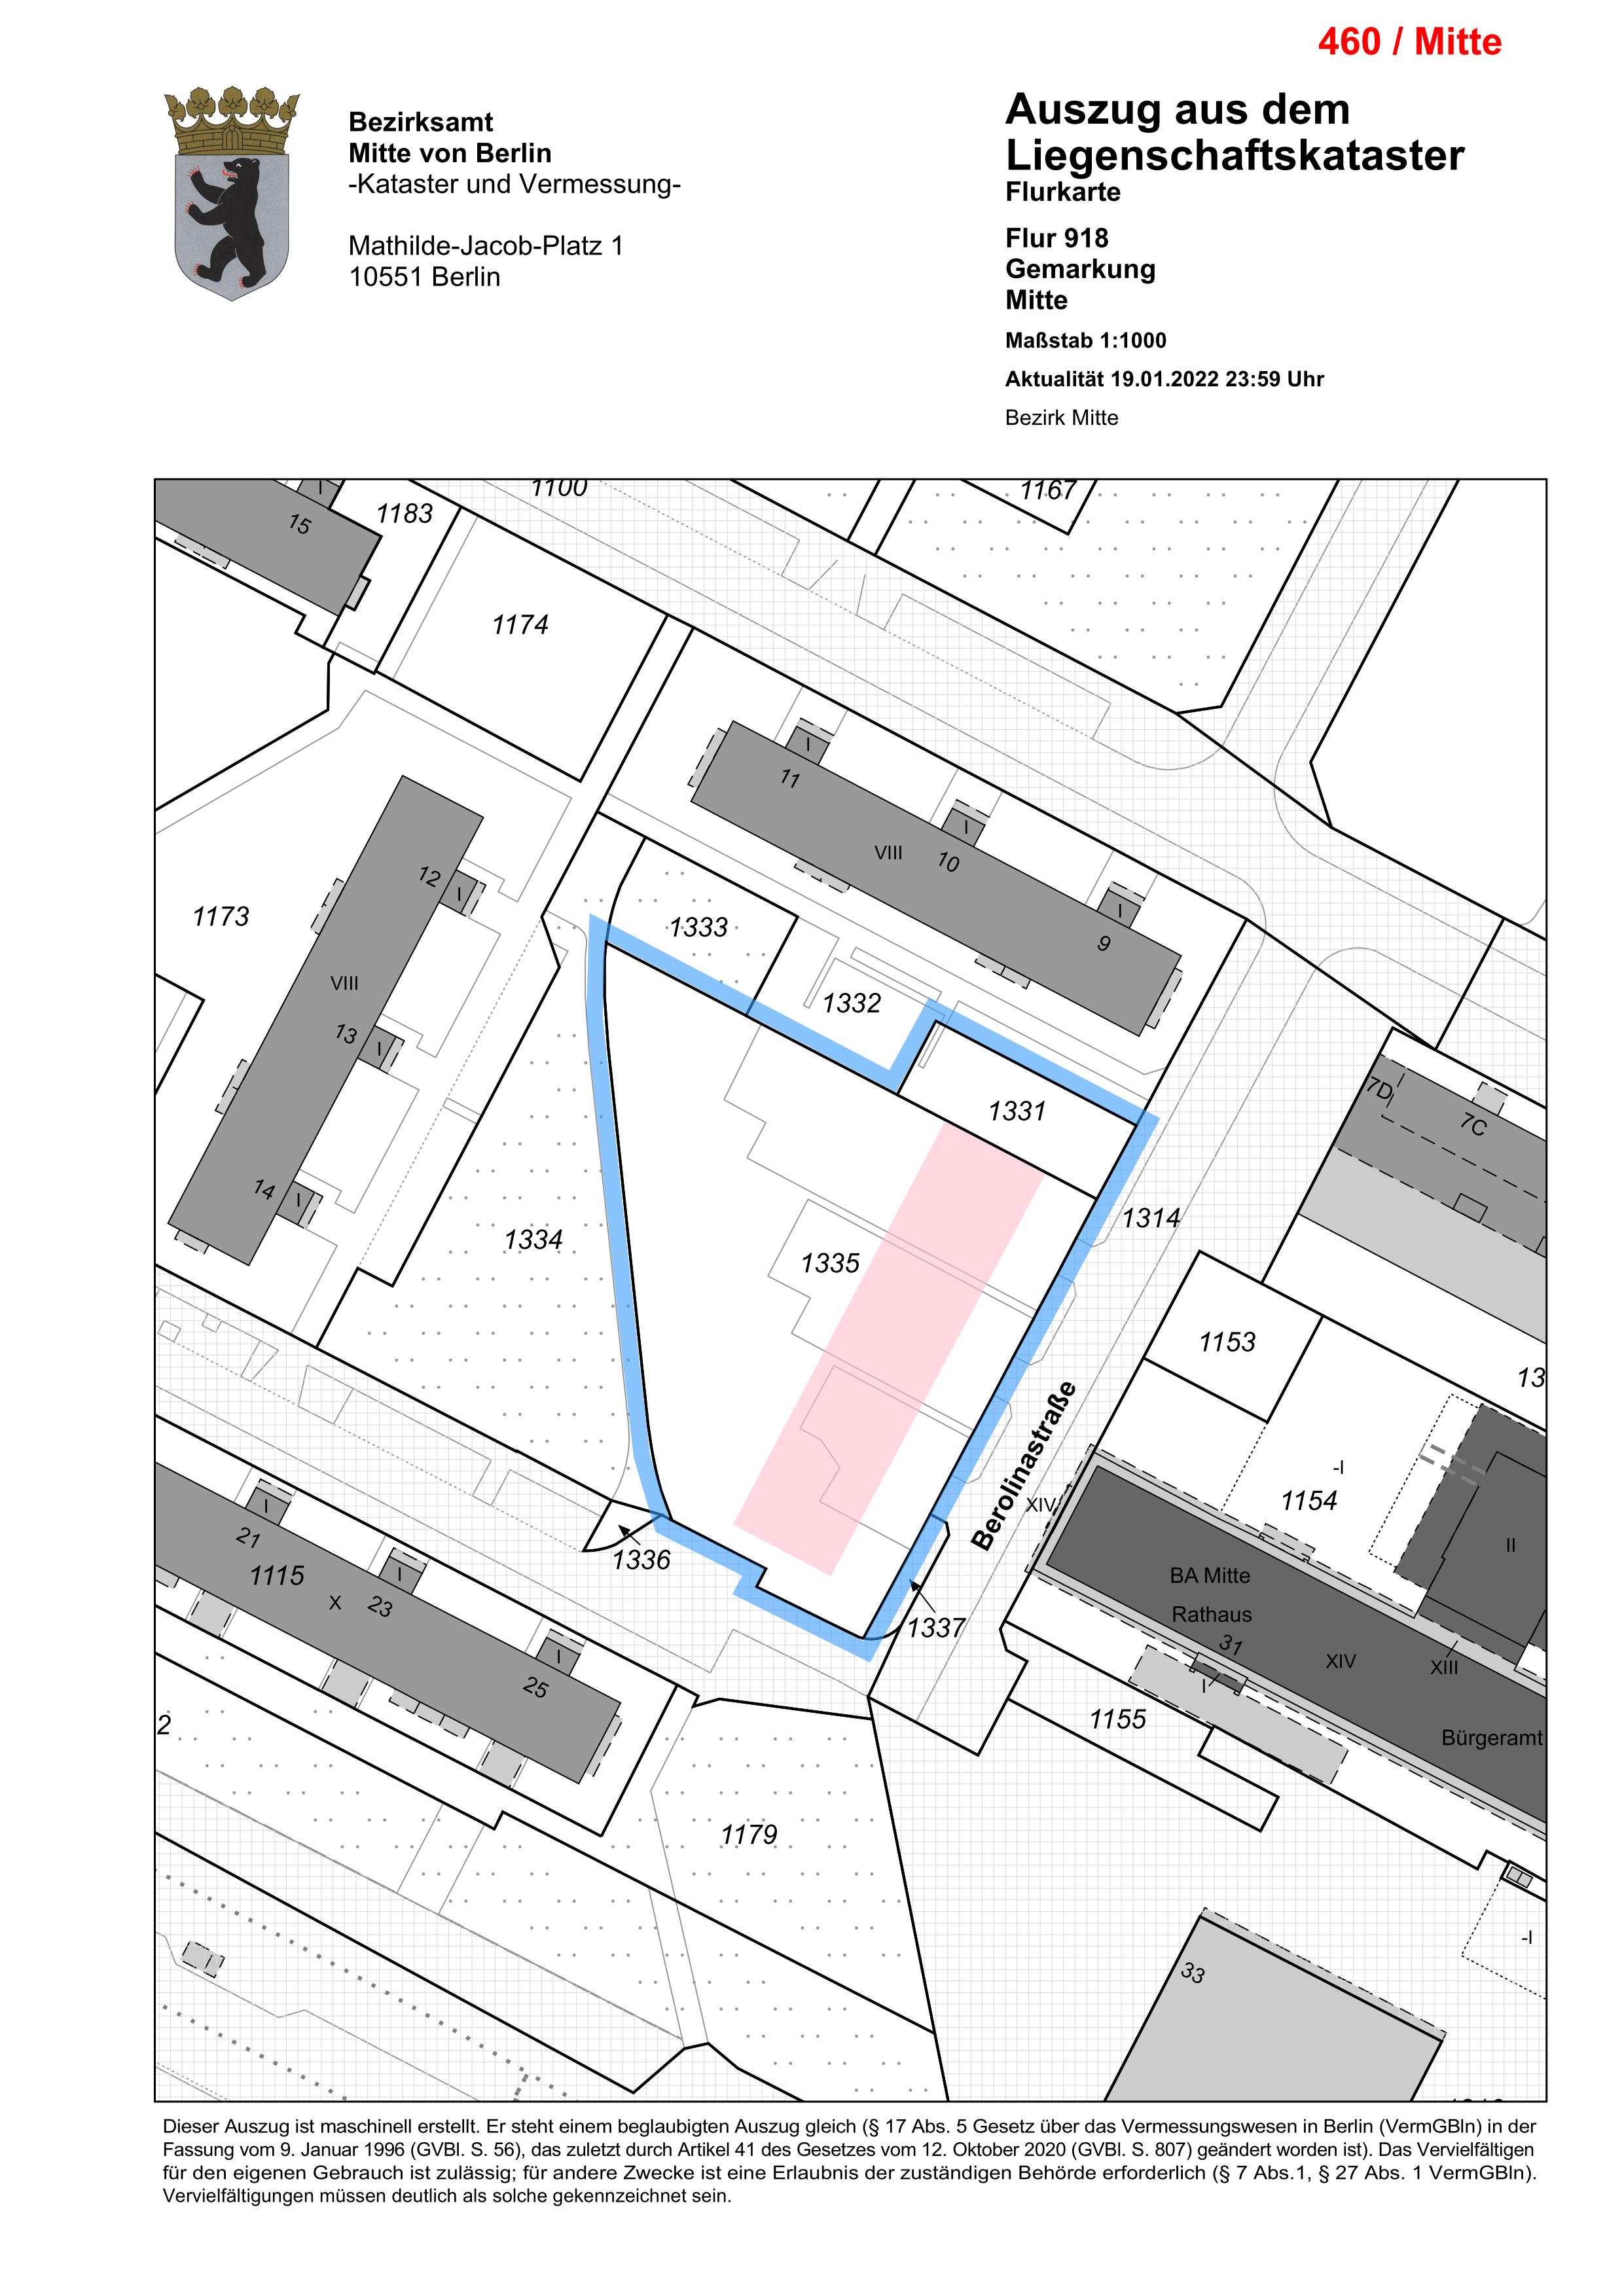 460 / Mitte
Bezirksamt
Mitte von Berlin
-Kataster und Vermessung-
Mathilde-Jacob-Platz 1
10551 Berlin
Auszug aus dem
Liegenschaftskataster
Flurkarte
Flur 918
Gemarkung
Mitte
Maßstab 1:1000
Aktualität 19.01.2022 23:59 Uhr
Bezirk Mitte
1100
1167
I
15
1183
1174
I
11
I
VIII
10
I
9
12
I
1173
1333
VIII
1332
13
I
7D
7C
1331
14
I
1334
1314
1335
1153
13
Berolinastraße
-I
XIV
1154
I
21
1336
II
1115
I
X
23
BA Mitte
Rathaus
31
1337
I
25
XIV
XIII
I
1155
2
Bürgeramt
1179
-I
33
Dieser Auszug ist maschinell erstellt. Er steht einem beglaubigten Auszug gleich (§ 17 Abs. 5 Gesetz über das Vermessungswesen in Berlin (VermGBln) in der
Fassung vom 9. Januar 1996 (GVBl. S. 56), das zuletzt durch Artikel 41 des Gesetzes vom 12. Oktober 2020 (GVBl. S. 807) geändert worden ist). Das Vervielfältigen
für den eigenen Gebrauch ist zulässig; für andere Zwecke ist eine Erlaubnis der zuständigen Behörde erforderlich (§ 7 Abs.1, § 27 Abs. 1 VermGBln).
Vervielfältigungen müssen deutlich als solche gekennzeichnet sein.